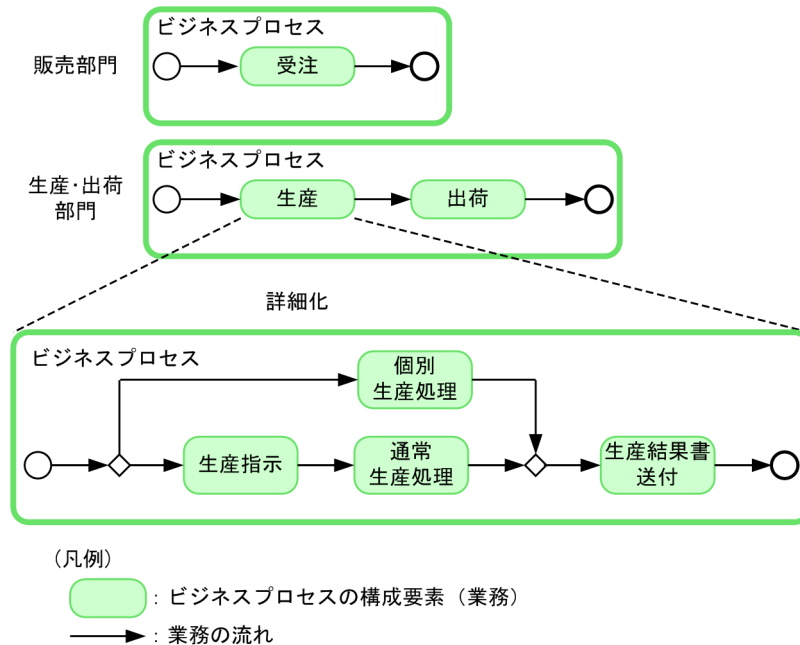 ビジネスプロセス
販売部門
受注
ビジネスプロセス
生産・出荷
部門
生産
出荷
詳細化
ビジネスプロセス
個別
生産処理
生産指示
通常
生産処理
生産結果書
送付
（凡例）
：ビジネスプロセスの構成要素（業務）
：業務の流れ